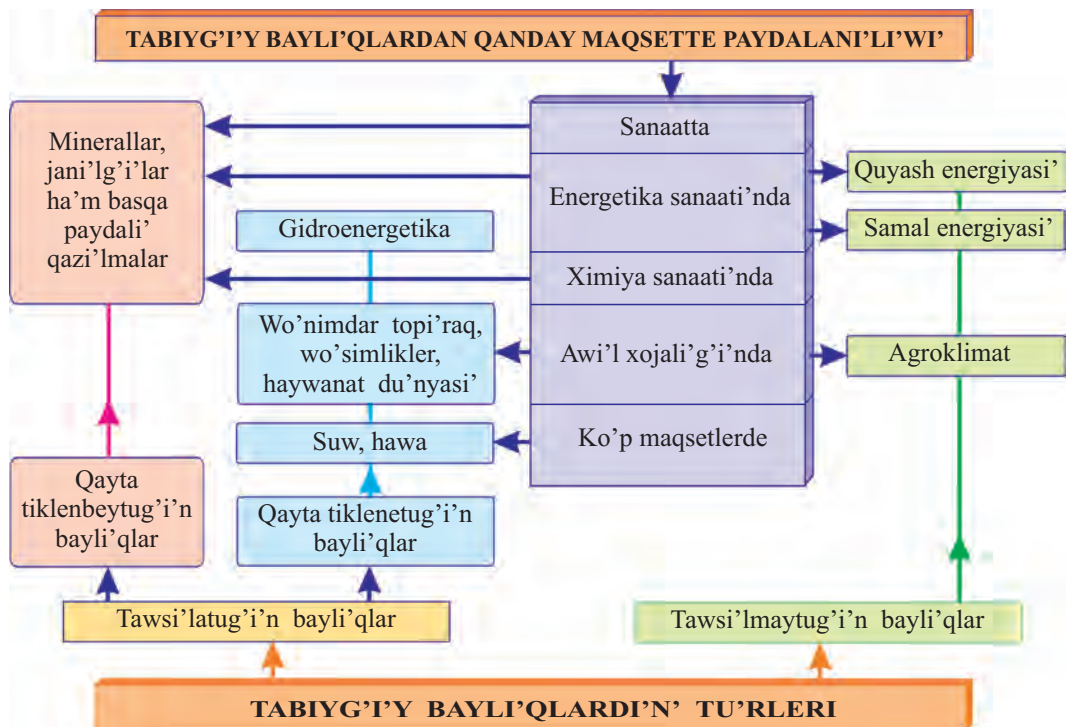 TABIYG’I’Y BAYLI’QLARDAN QANDAY MAQSETTE PAYDALANI’LI’WI’
Minerallar,
jani’lg’i’lar
ha’m basqa
paydali’
qazi’lmalar
Qayta
tiklenbeytug’i’n
bayli’qlar
Gidroenergetika
Wo’nimdar topi’raq,
wo’simlikler,
haywanat du’nyasi’
Suw, hawa
Qayta tiklenetug’i’n
bayli’qlar
Sanaatta
Energetika sanaati’nda
Ximiya sanaati’nda
Awi’l xojali’g’i’nda
Ko’p maqsetlerde
Quyash energiyasi’
Samal energiyasi’
Agroklimat
Tawsi’latug’i’n bayli’qlar
Tawsi’lmaytug’i’n bayli’qlar
TABIYG’I’Y BAYLI’QLARDI’N’ TU’RLERI